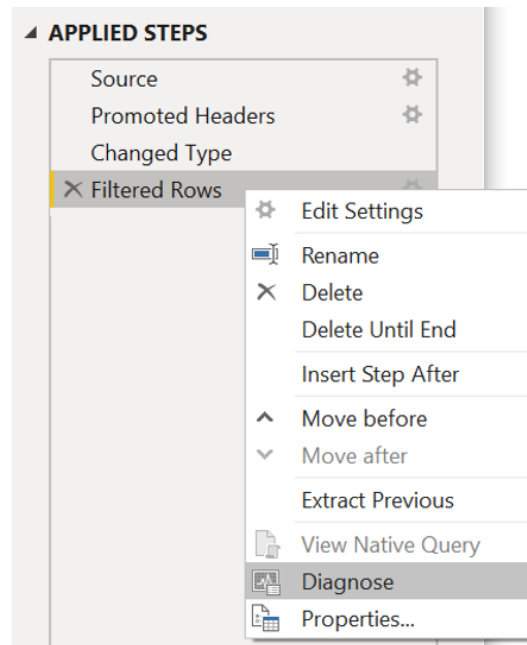 APPLIED STEPS
Source
Promoted Headers
Changed Type
Filtered Rows
Edit Settings
Rename
Delete
Delete Until End
Insert Step After
Move before
Move after
Extract Previous
View Native Query
Diagnose
Properties...